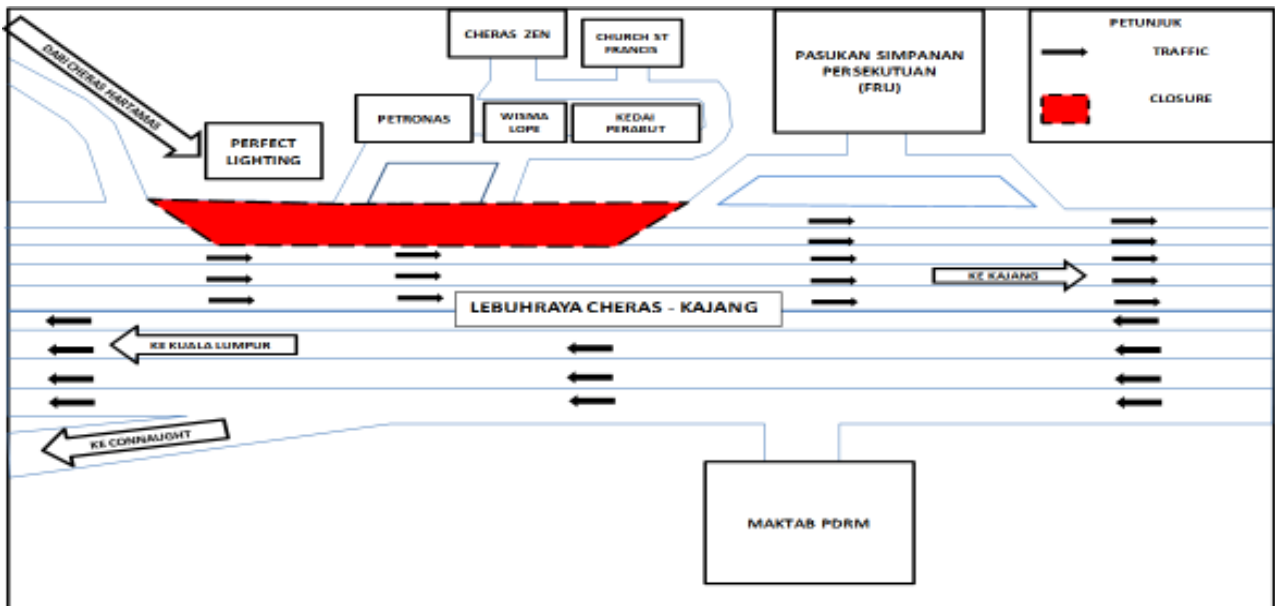 CHERAS ZEN
CHURCH ST
FRANCIS
PASUKAN SIMPANAN
PERSEKUTUAN
(FRU)
PETUNJUK
TRAFFIC
CLOSURE
DARI CHERAS HARTAMAS
PERFECT
LIGHTING
PETRONAS
WISMA
LOPE
KEDAI
PERABUT
KE KAJANG
LEBUHRAYA CHERAS - KAJANG
KE KUALA LUMPUR
KE CONNAUGHT
MAKTAB PDRM